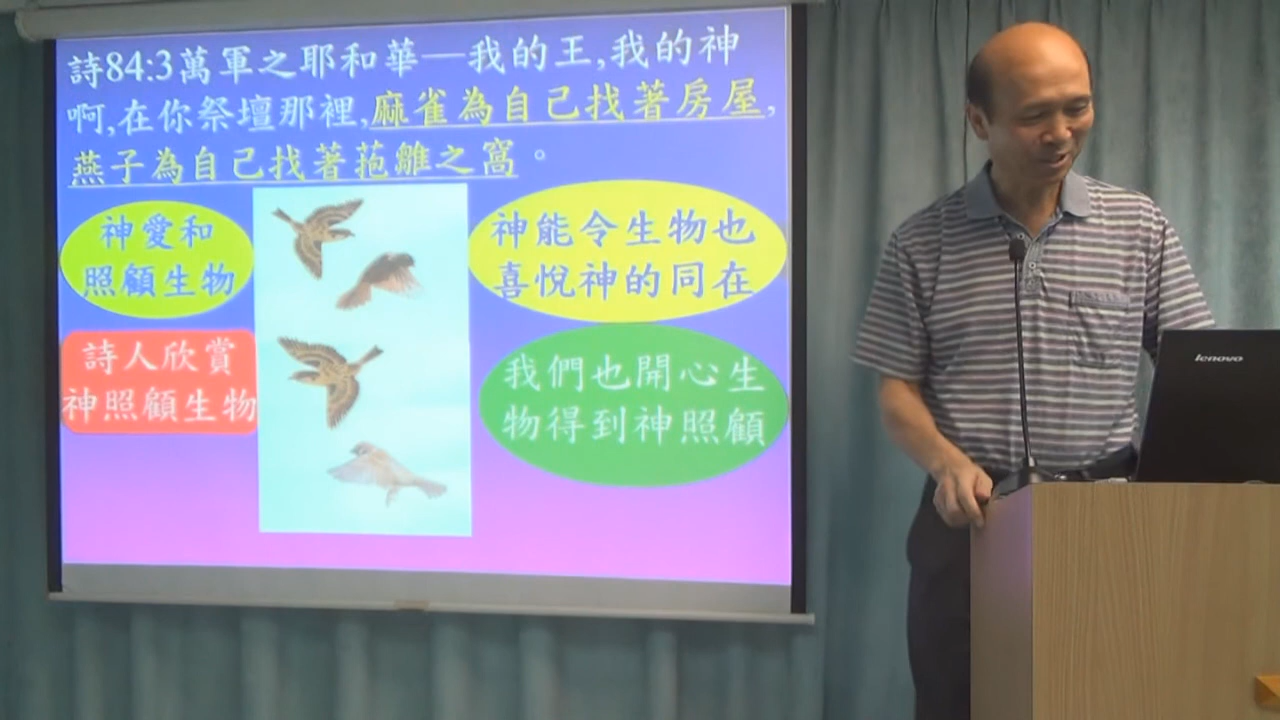 詩84:3萬軍之耶和華—我的王,我的神
啊,在你祭壇那裡,麻雀為自己找著房屋,
燕子為自己找著菢雛之窩。
神愛和
照顧生物
神能令生物也
喜悅神的同在
詩人欣賞
神照顧生物
我們也開心生
物得到神照顧
lenovo